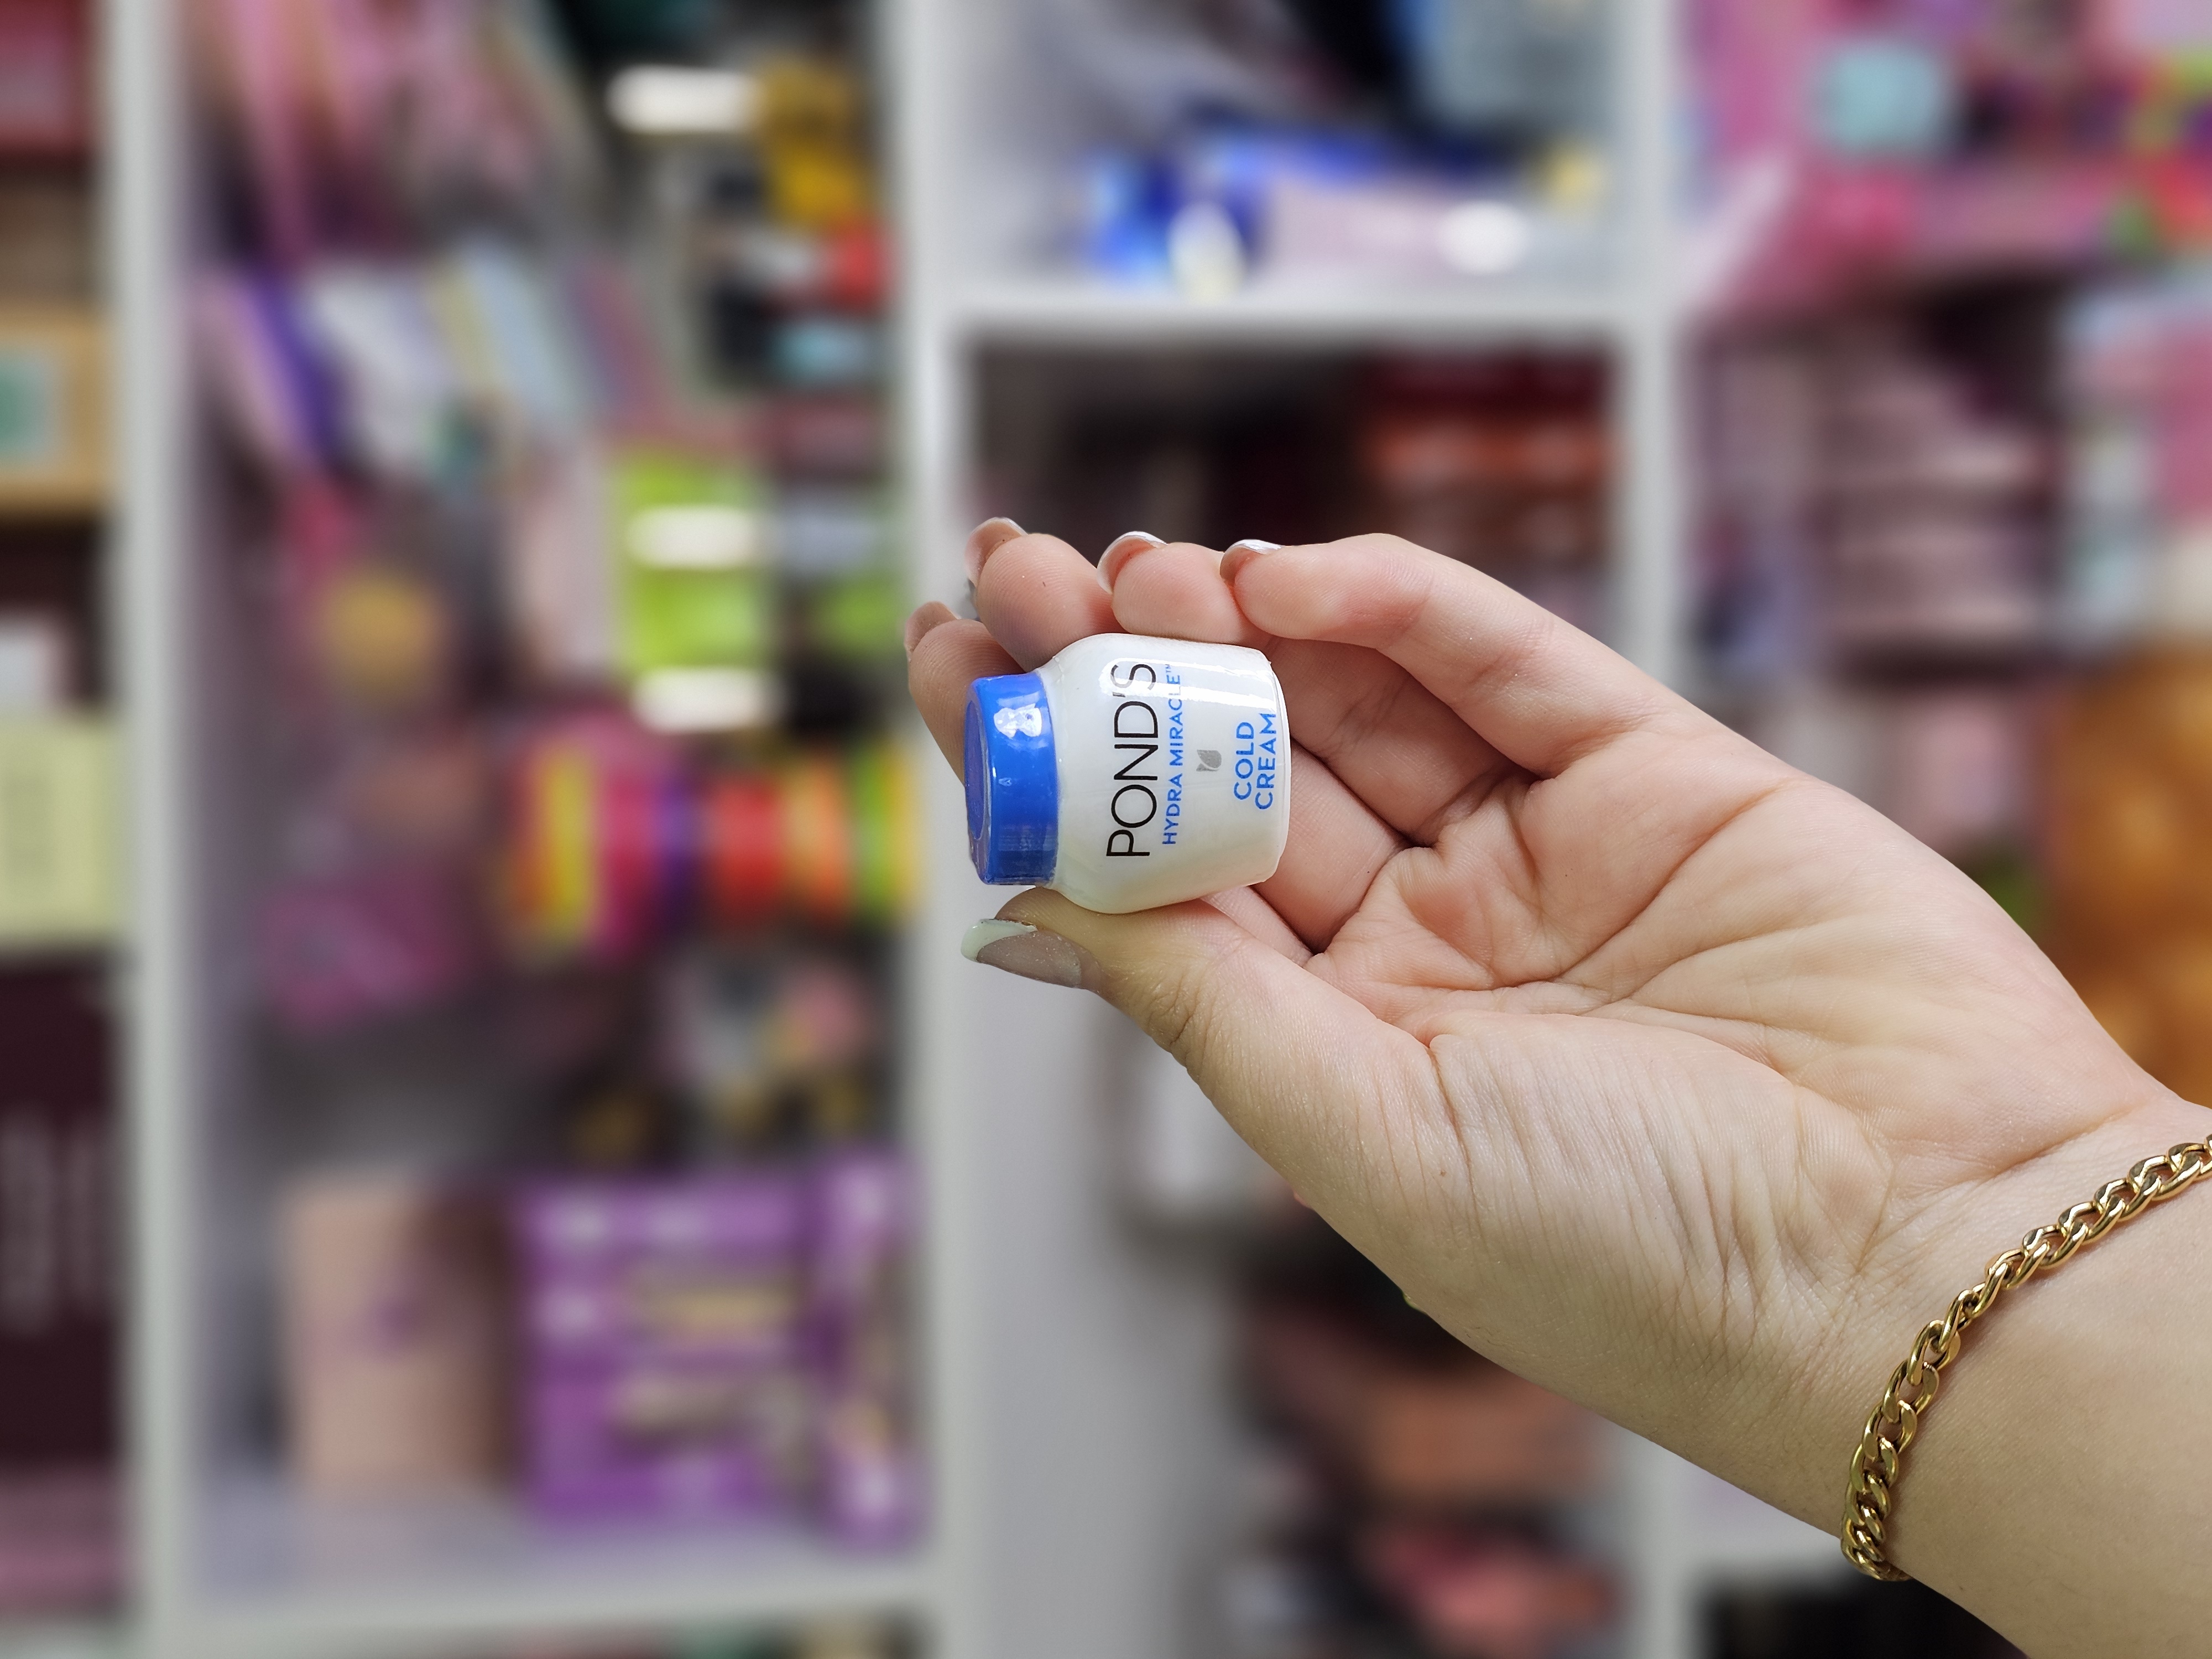 POND'S
HYDRA MIRACLE™
COLD
CREAM